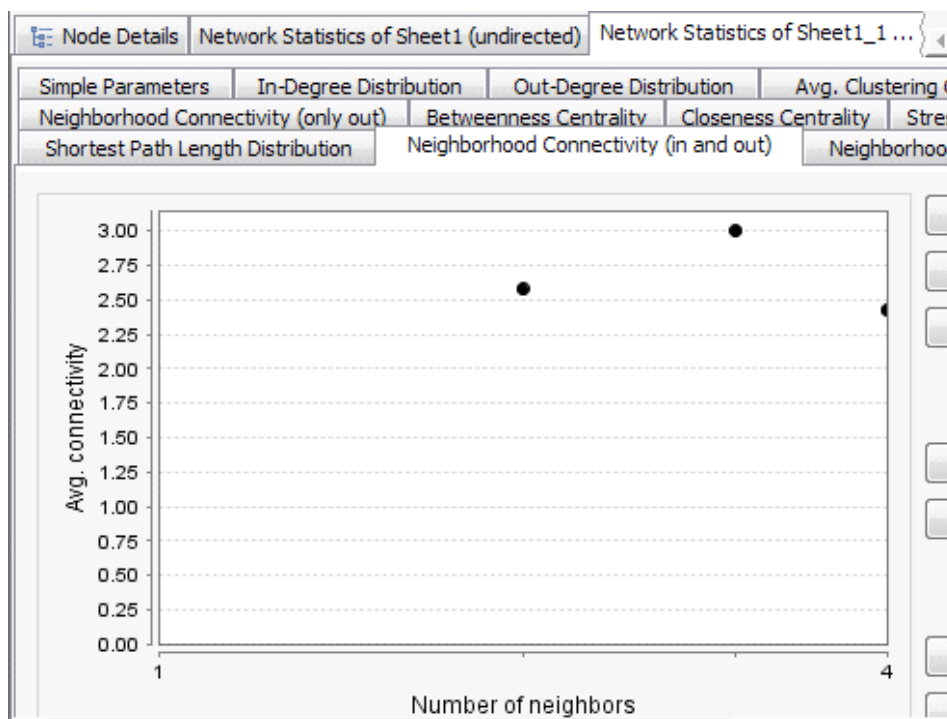 Node Details Network Statistics of Sheet1 (undirected) Network Statistics of Sheet1_1 ...
Simple Parameters In-Degree Distribution Out-Degree Distribution Avg. Clustering
Neighborhood Connectivity (only out) Betweenness Centrality Closeness Centrality
Shortest Path Length Distribution Neighborhood Connectivity (in and out)
3.00
2.75
2.50
2.25
2.00
1.75
1.50
1.25
1.00
0.75
0.50
0.25
0.00
Avg. connectivity
1 4
Number of neighbors